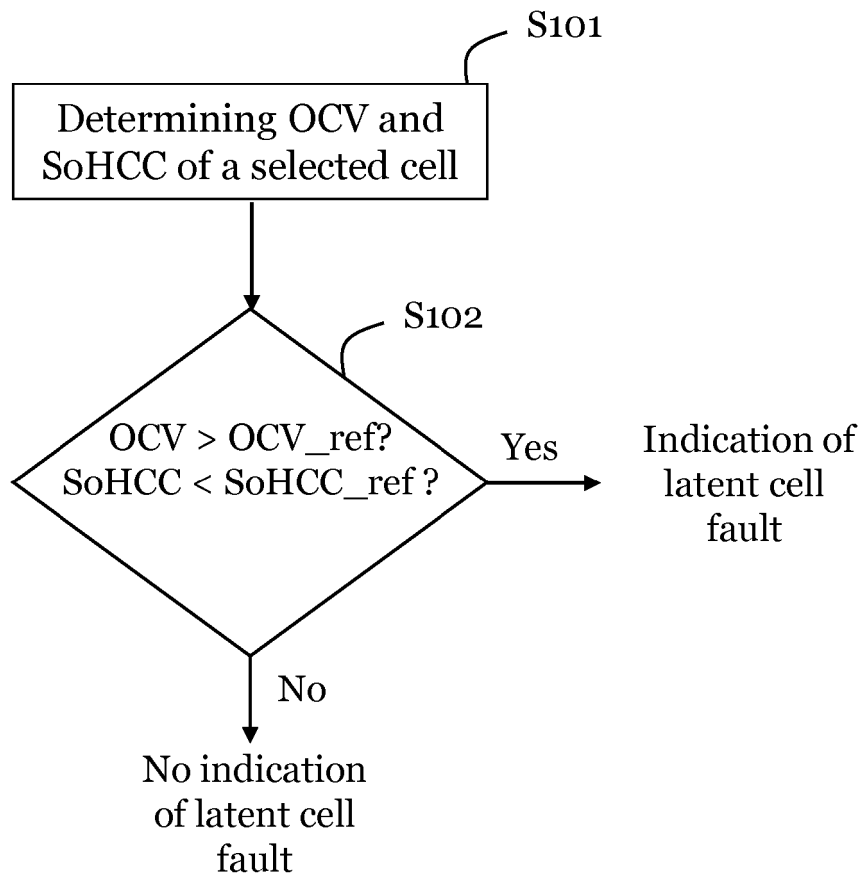 S101
Determining OCV and
SoHCC of a selected cell
S102
OCV > OCV_ref?
SoHCC < SoHCC_ref ?
Yes
Indication of
latent cell
fault
No
No indication
of latent cell
fault